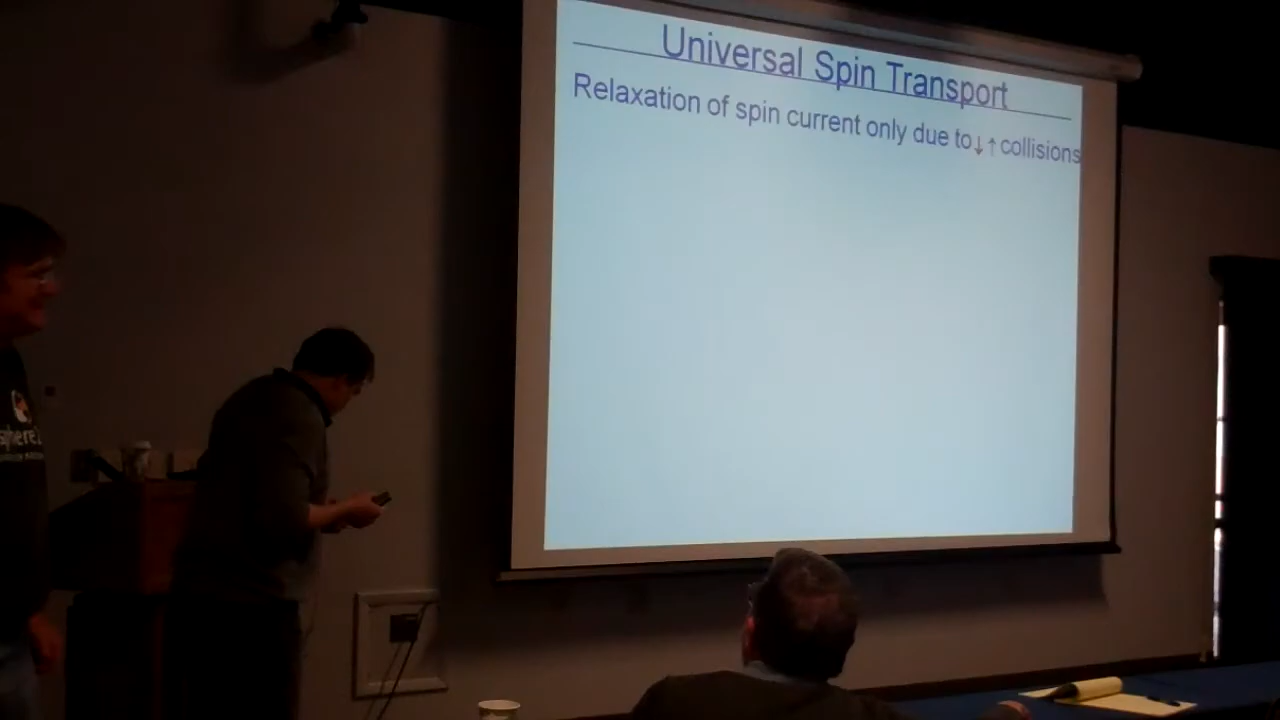 Universal Spin Transport
Relaxation of spin current only due to↓↑collisions